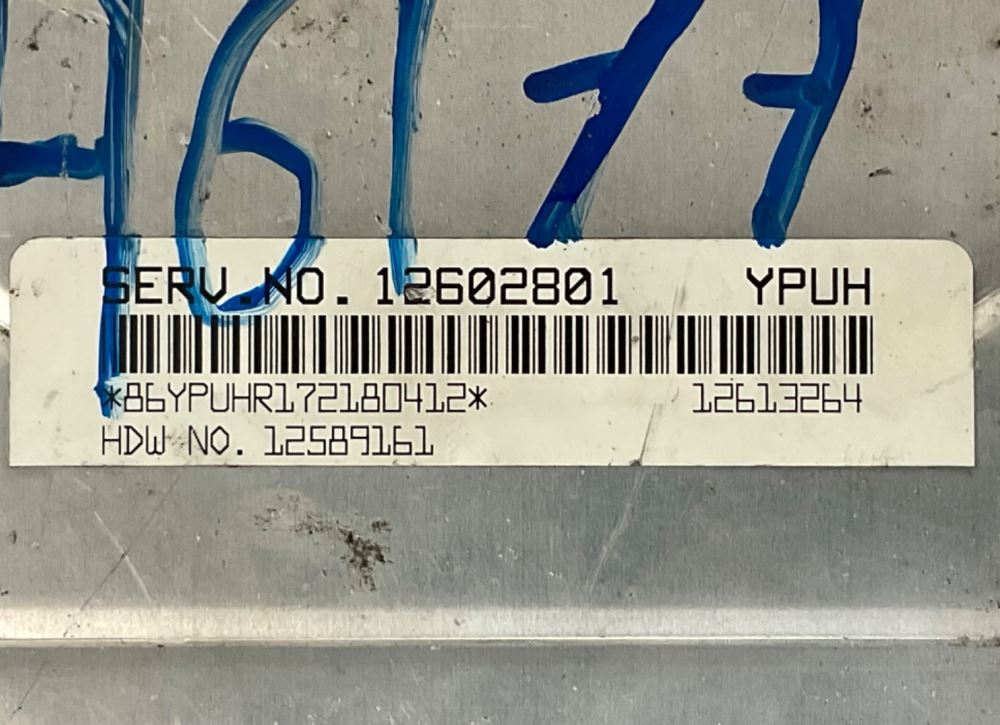 46177
SERV.NO. 12602801 YPUH
*86YPUHR172180412* 12613264
HDW NO. 12589161